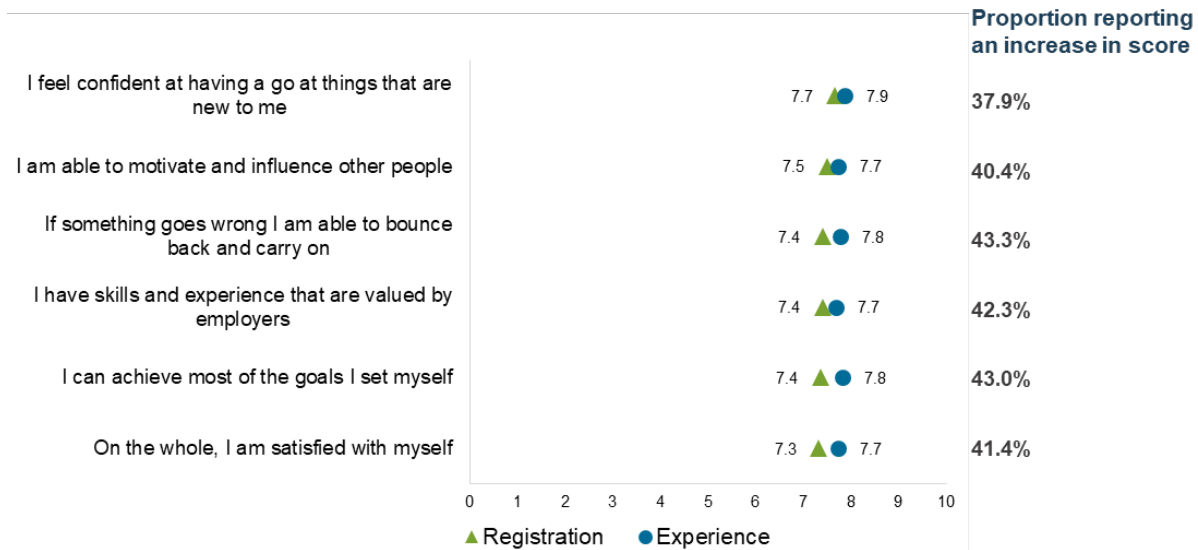 Proportion reporting
an increase in score
I feel confident at having a go at things that are
new to me
7.7 7.9 37.9%
I am able to motivate and influence other people
7.5 7.7 40.4%
If something goes wrong I am able to bounce
back and carry on
7.4 7.8 43.3%
I have skills and experience that are valued by
employers
7.4 7.7 42.3%
I can achieve most of the goals I set myself
7.4 7.8 43.0%
On the whole, I am satisfied with myself
7.3 7.7 41.4%
0 1 2 3 4 5 6 7 8 9 10
Registration Experience